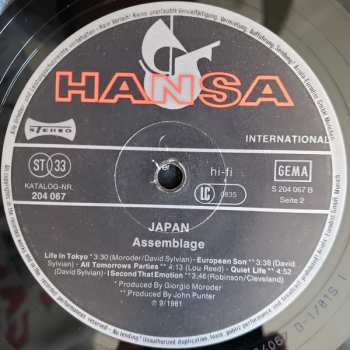 HANSA
STEREO
INTERNATIONAL
ST 33
hi-fi
GEMA
KATALOG-NR.
204 067
LC 0835
S 204 067 B
Seite 2
JAPAN
Assemblage
Life In Tokyo * 3:30 (Moroder/David Sylvian) - European Son ** 3:38 (David
Sylvian) - All Tomorrows Parties ** 4:13 (Lou Reed) - Quiet Life ** 4:52
(David Sylvian) - I Second That Emotion ** 3:46 (Robinson/Cleveland)
* Produced by Giorgio Moroder
** Produced by John Punter
℗ 9/1981